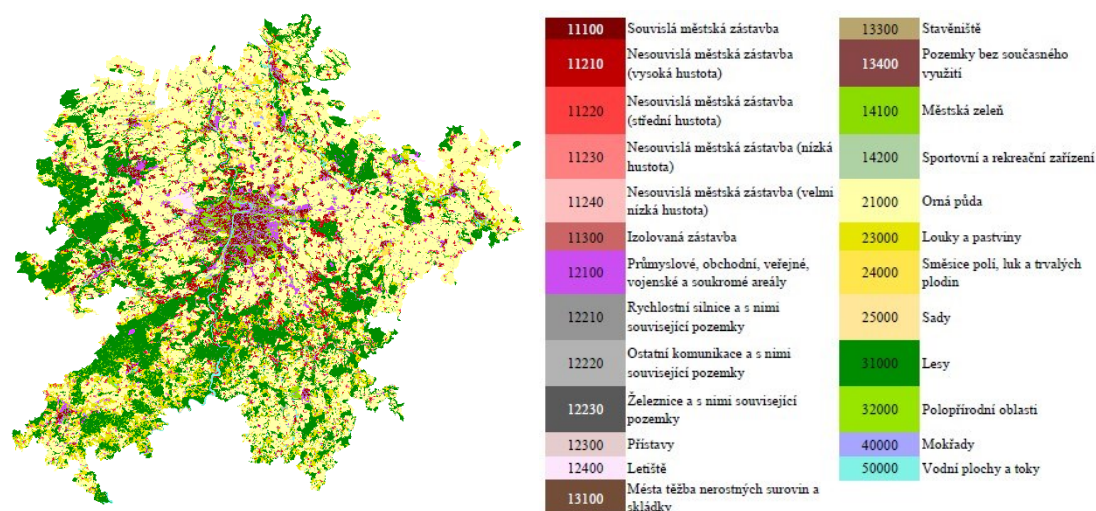 11100 Souvislá městská zástavba
11210 Nesouvislá městská zástavba
(vysoká hustota)
11220 Nesouvislá městská zástavba
(střední hustota)
11230 Nesouvislá městská zástavba (nízká
hustota)
11240 Nesouvislá městská zástavba (velmi
nízká hustota)
11300 Izolovaná zástavba
12100 Průmyslové, obchodní, veřejné,
vojenské a soukromé areály
12210 Rychlostní silnice a s nimi
související pozemky
12220 Ostatní komunikace a s nimi
související pozemky
12230 Železnice a s nimi související
pozemky
12300 Přístavy
12400 Letiště
13100 Města těžba nerostných surovin a
skládky
13300 Stavěniště
13400 Pozemky bez současného
využití
14100 Městská zeleň
14200 Sportovní a rekreační zařízení
21000 Orná půda
23000 Louky a pastviny
24000 Směsice polí, luk a trvalých
plodin
25000 Sady
31000 Lesy
32000 Polopřírodní oblasti
40000 Mokřady
50000 Vodní plochy a toky